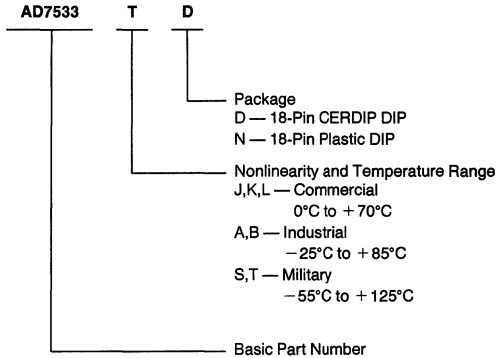 AD7533 T D
Package
D — 18-Pin CERDIP DIP
N — 18-Pin Plastic DIP
Nonlinearity and Temperature Range
J,K,L — Commercial
0°C to +70°C
A,B — Industrial
−25°C to +85°C
S,T — Military
−55°C to +125°C
Basic Part Number